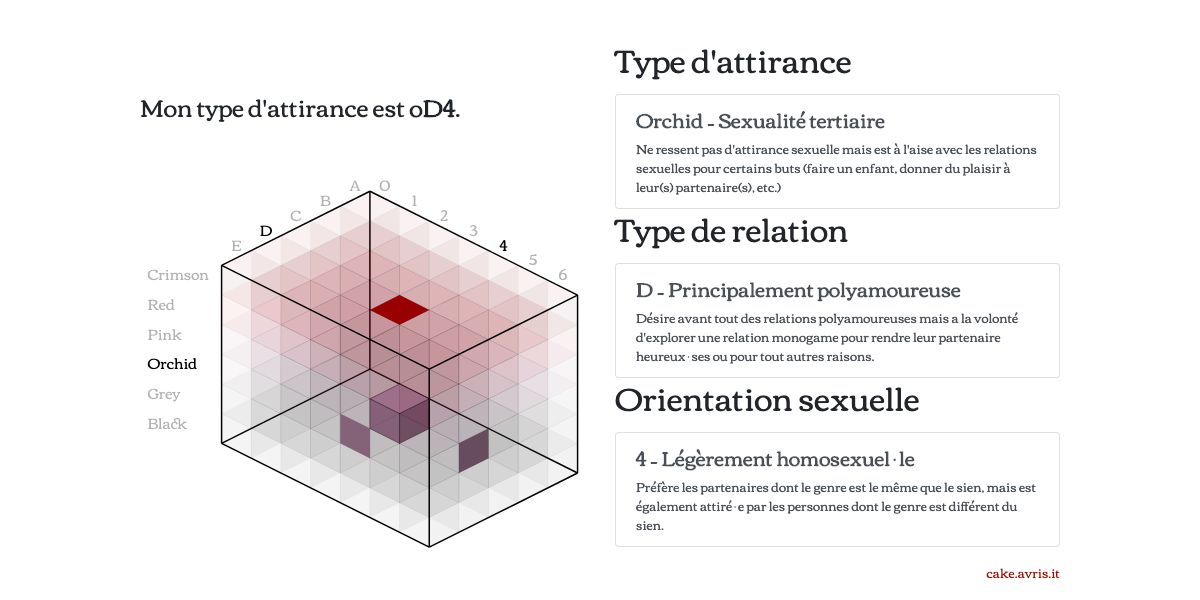 Mon type d'attirance est oD4.
A O
B 1
C 2
D 3
E 4
5
6
Crimson
Red
Pink
Orchid
Grey
Black
Type d'attirance
Orchid - Sexualité tertiaire
Ne ressent pas d'attirance sexuelle mais est à l'aise avec les relations
sexuelles pour certains buts (faire un enfant, donner du plaisir à
leur(s) partenaire(s), etc.)
Type de relation
D - Principalement polyamoureuse
Désire avant tout des relations polyamoureuses mais a la volonté
d'explorer une relation monogame pour rendre leur partenaire
heureux·ses ou pour tout autres raisons.
Orientation sexuelle
4 - Légèrement homosexuel·le
Préfère les partenaires dont le genre est le même que le sien, mais est
également attiré·e par les personnes dont le genre est différent du
sien.
cake.avris.it